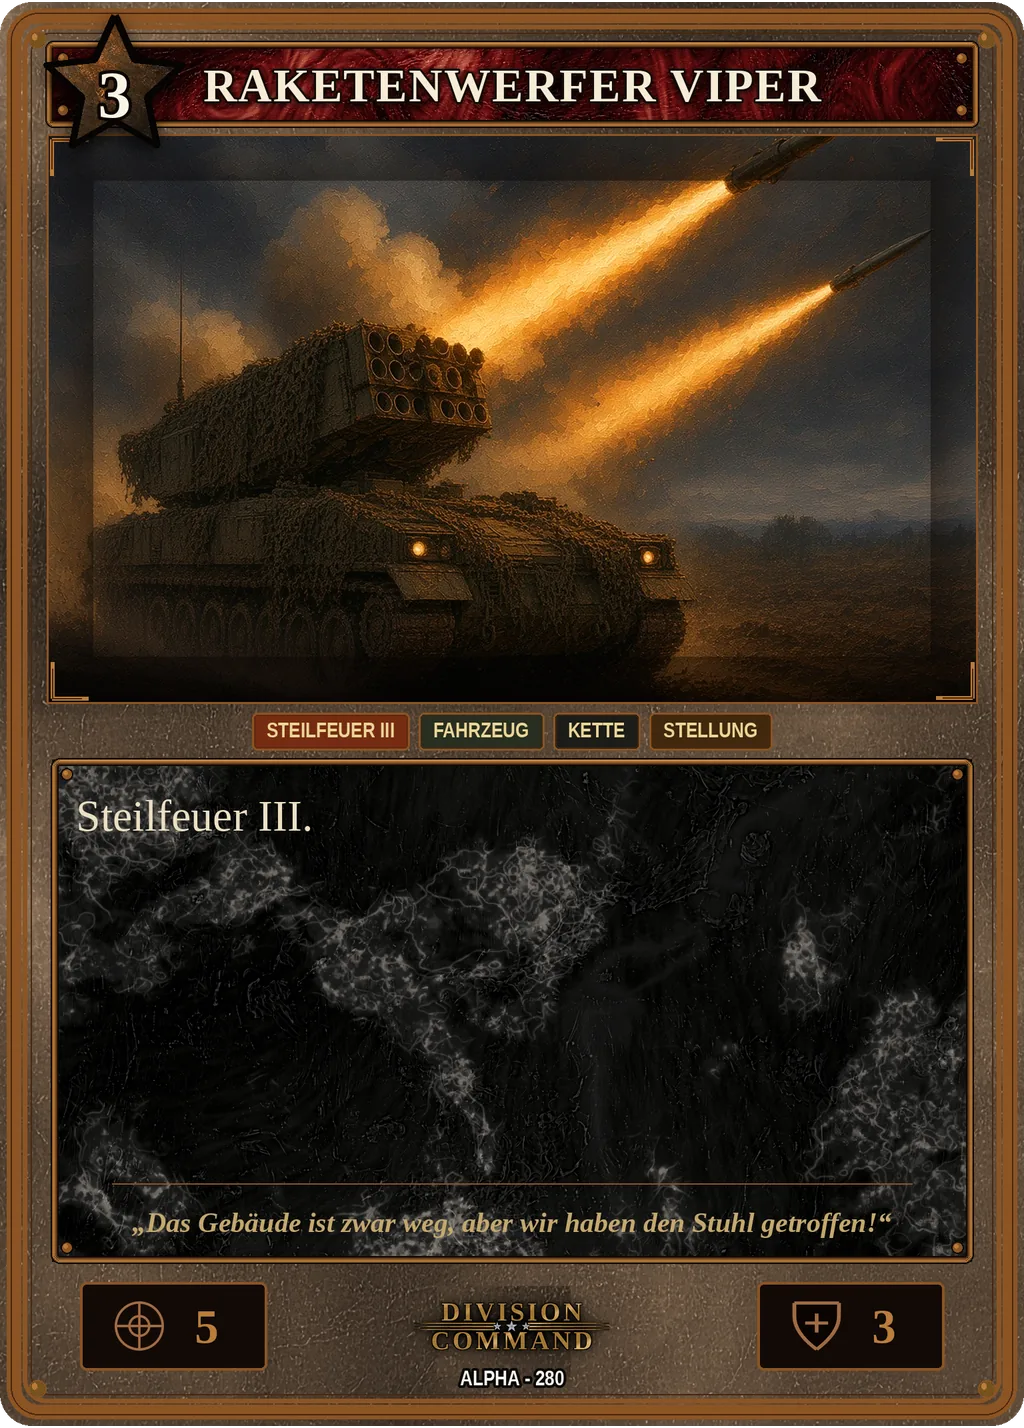 3
RAKETENWERFER VIPER
STEILFEUER III FAHRZEUG KETTE STELLUNG
Steilfeuer III.
„Das Gebäude ist zwar weg, aber wir haben den Stuhl getroffen!“
5
DIVISION
COMMAND
3
ALPHA - 280